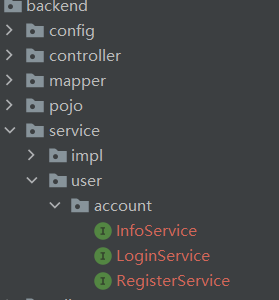 backend
config
controller
mapper
pojo
service
impl
user
account
I InfoService
I LoginService
I RegisterService